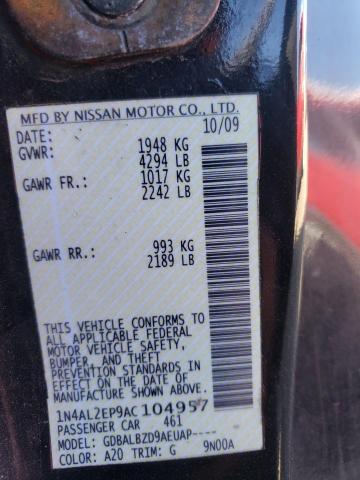 MFD BY NISSAN MOTOR CO., LTD.
DATE: 10/09
GVWR: 1948 KG
4294 LB
GAWR FR.: 1017 KG
2242 LB
GAWR RR.: 993 KG
2189 LB
THIS VEHICLE CONFORMS TO
ALL APPLICABLE FEDERAL
MOTOR VEHICLE SAFETY,
BUMPER, AND THEFT
PREVENTION STANDARDS IN
EFFECT ON THE DATE OF
MANUFACTURE SHOWN ABOVE.
1N4AL2EP9AC104957
PASSENGER CAR 461
MODEL: GDBALBZD9AEUAP----
COLOR: A20 TRIM: G 9N00A